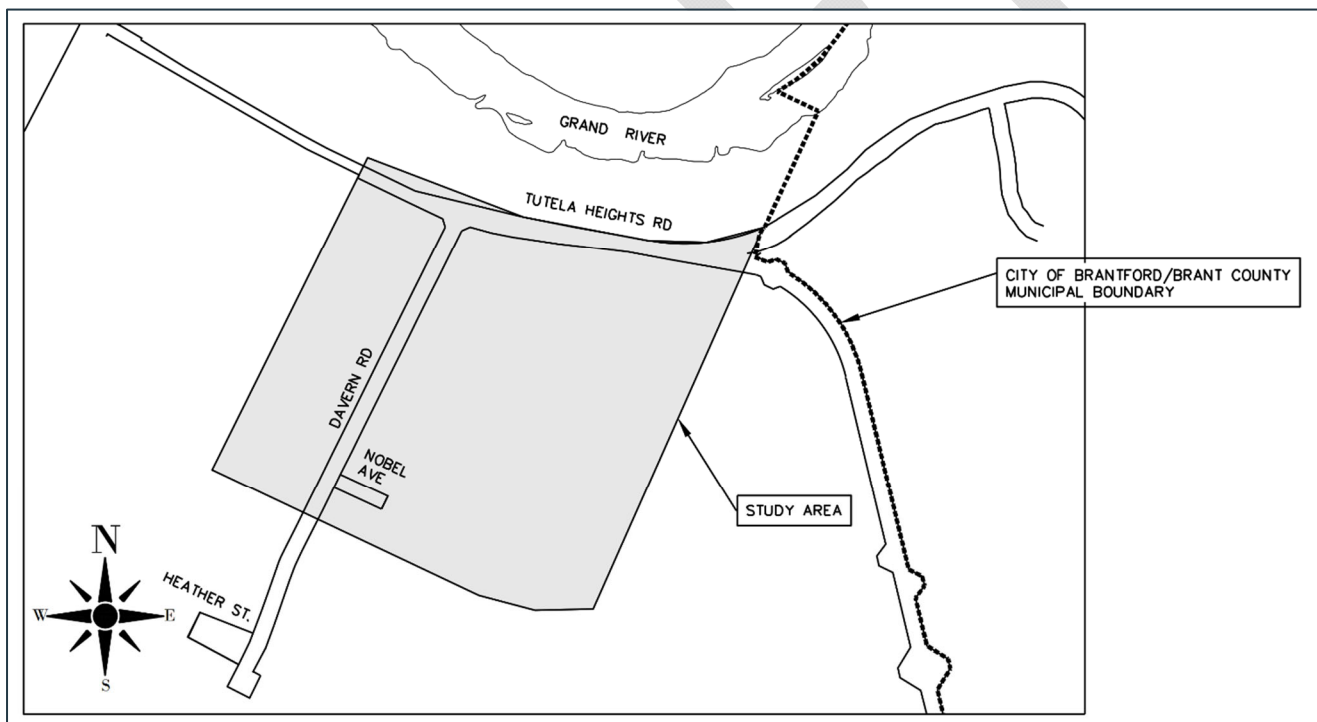 GRAND RIVER
TUTELA HEIGHTS RD
CITY OF BRANTFORD/BRANT COUNTY
MUNICIPAL BOUNDARY
DAVERN RD
NOBEL
AVE
STUDY AREA
HEATHER ST.
N
W
E
S